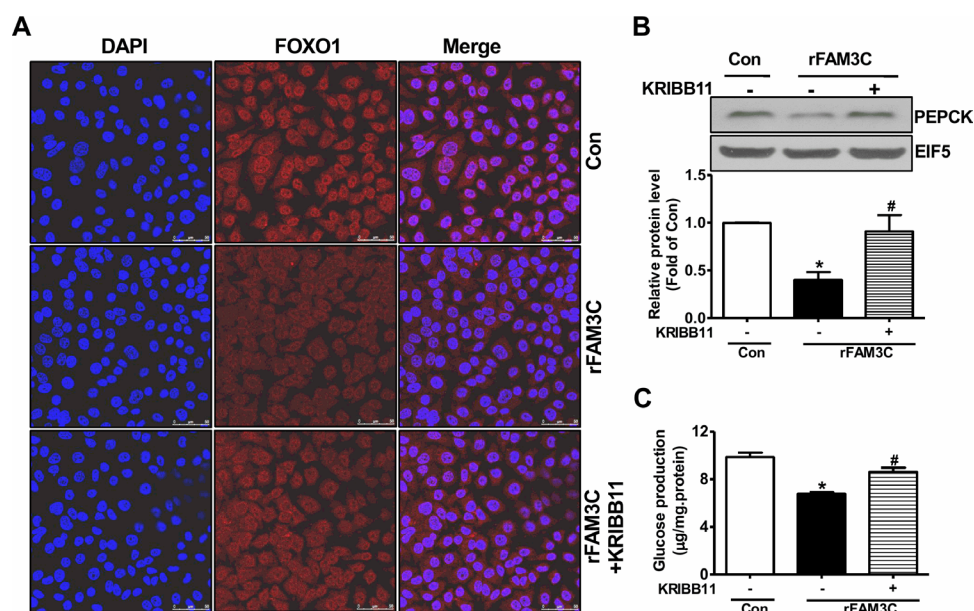 A
DAPI FOXO1 Merge
Con
rFAM3C
rFAM3C
+KRIBB11
B
Con rFAM3C
KRIBB11 - - +
PEPCK
EIF5
Relative protein level
(Fold of Con)
1.5
1.0
0.5
0.0
*
#
KRIBB11 - - +
Con rFAM3C
C
Glucose production
(μg/mg.protein)
12
8
4
0
*
#
KRIBB11 - - +
Con rFAM3C